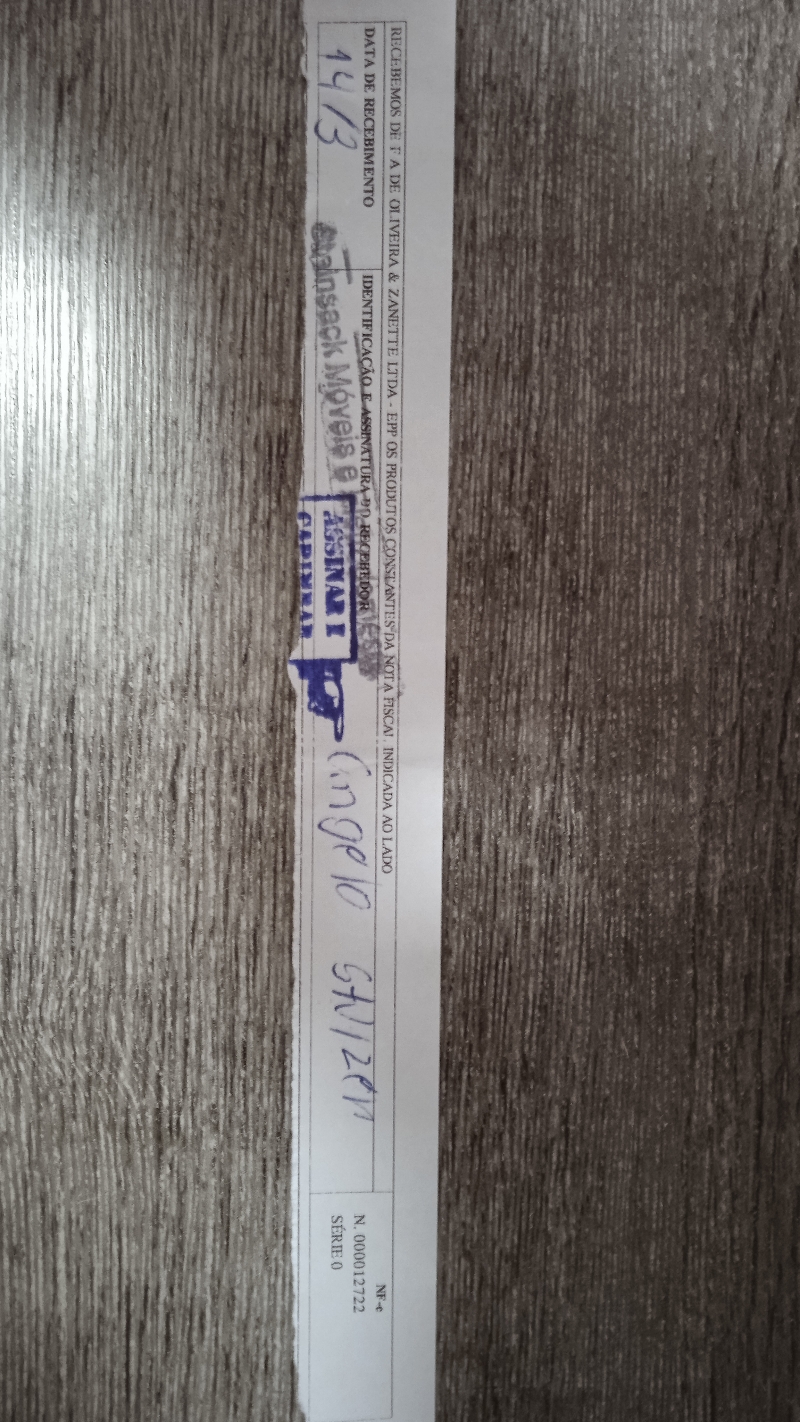 RECEBEMOS DE F A DE OLIVEIRA & ZANETTE LTDA - EPP OS PRODUTOS CONSTANTES DA NOTA FISCAL INDICADA AO LADO
DATA DE RECEBIMENTO
14/3
IDENTIFICAÇÃO E ASSINATURA DO RECEBEDOR
Móveis e
ASSINAR E
CARIMBAR
NF-e
N. 000012722
SÉRIE 0